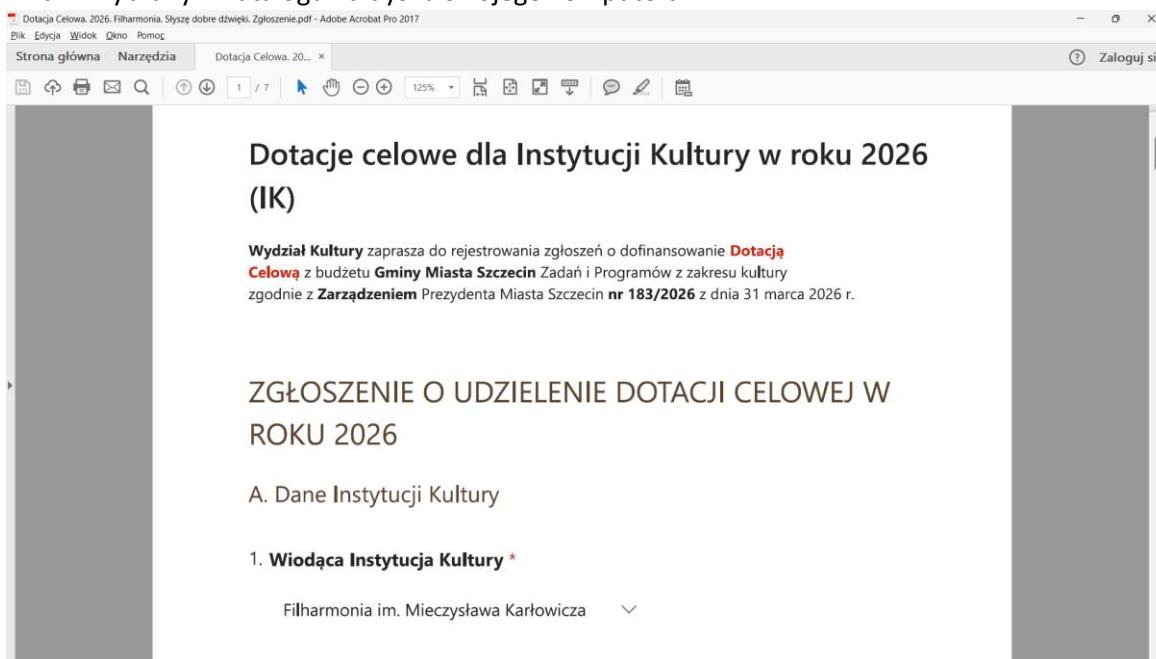 Dotacja Celowa. 2026. Filharmonia. Słyszę dobre dźwięki. Zgłoszenie.pdf - Adobe Acrobat Pro 2017
Plik Edycja Widok Okno Pomoc
Strona główna Narzędzia Dotacja Celowa. 20... × Zaloguj si
1 / 7 125%
Dotacje celowe dla Instytucji Kultury w roku 2026
(IK)
Wydział Kultury zaprasza do rejestrowania zgłoszeń o dofinansowanie Dotacją
Celową z budżetu Gminy Miasta Szczecin Zadań i Programów z zakresu kultury
zgodnie z Zarządzeniem Prezydenta Miasta Szczecin nr 183/2026 z dnia 31 marca 2026 r.
ZGŁOSZENIE O UDZIELENIE DOTACJI CELOWEJ W
ROKU 2026
A. Dane Instytucji Kultury
1. Wiodąca Instytucja Kultury *
Filharmonia im. Mieczysława Karłowicza